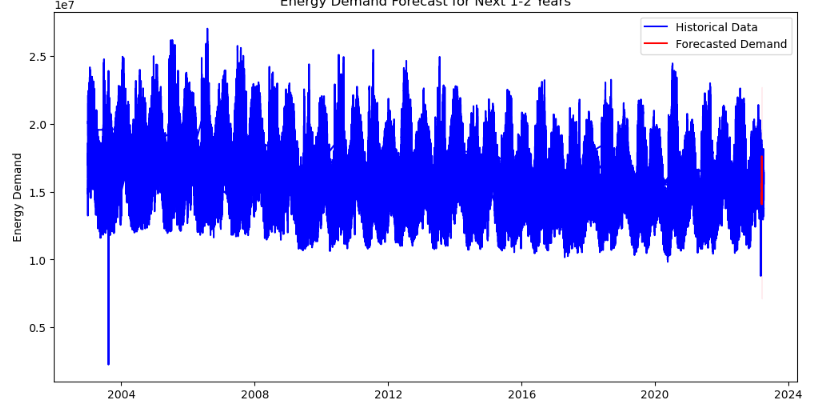 Energy Demand Forecast for Next 1-2 Years
1e7
Historical Data
Forecasted Demand
2.5
2.0
1.5
1.0
0.5
Energy Demand
2004 2008 2012 2016 2020 2024